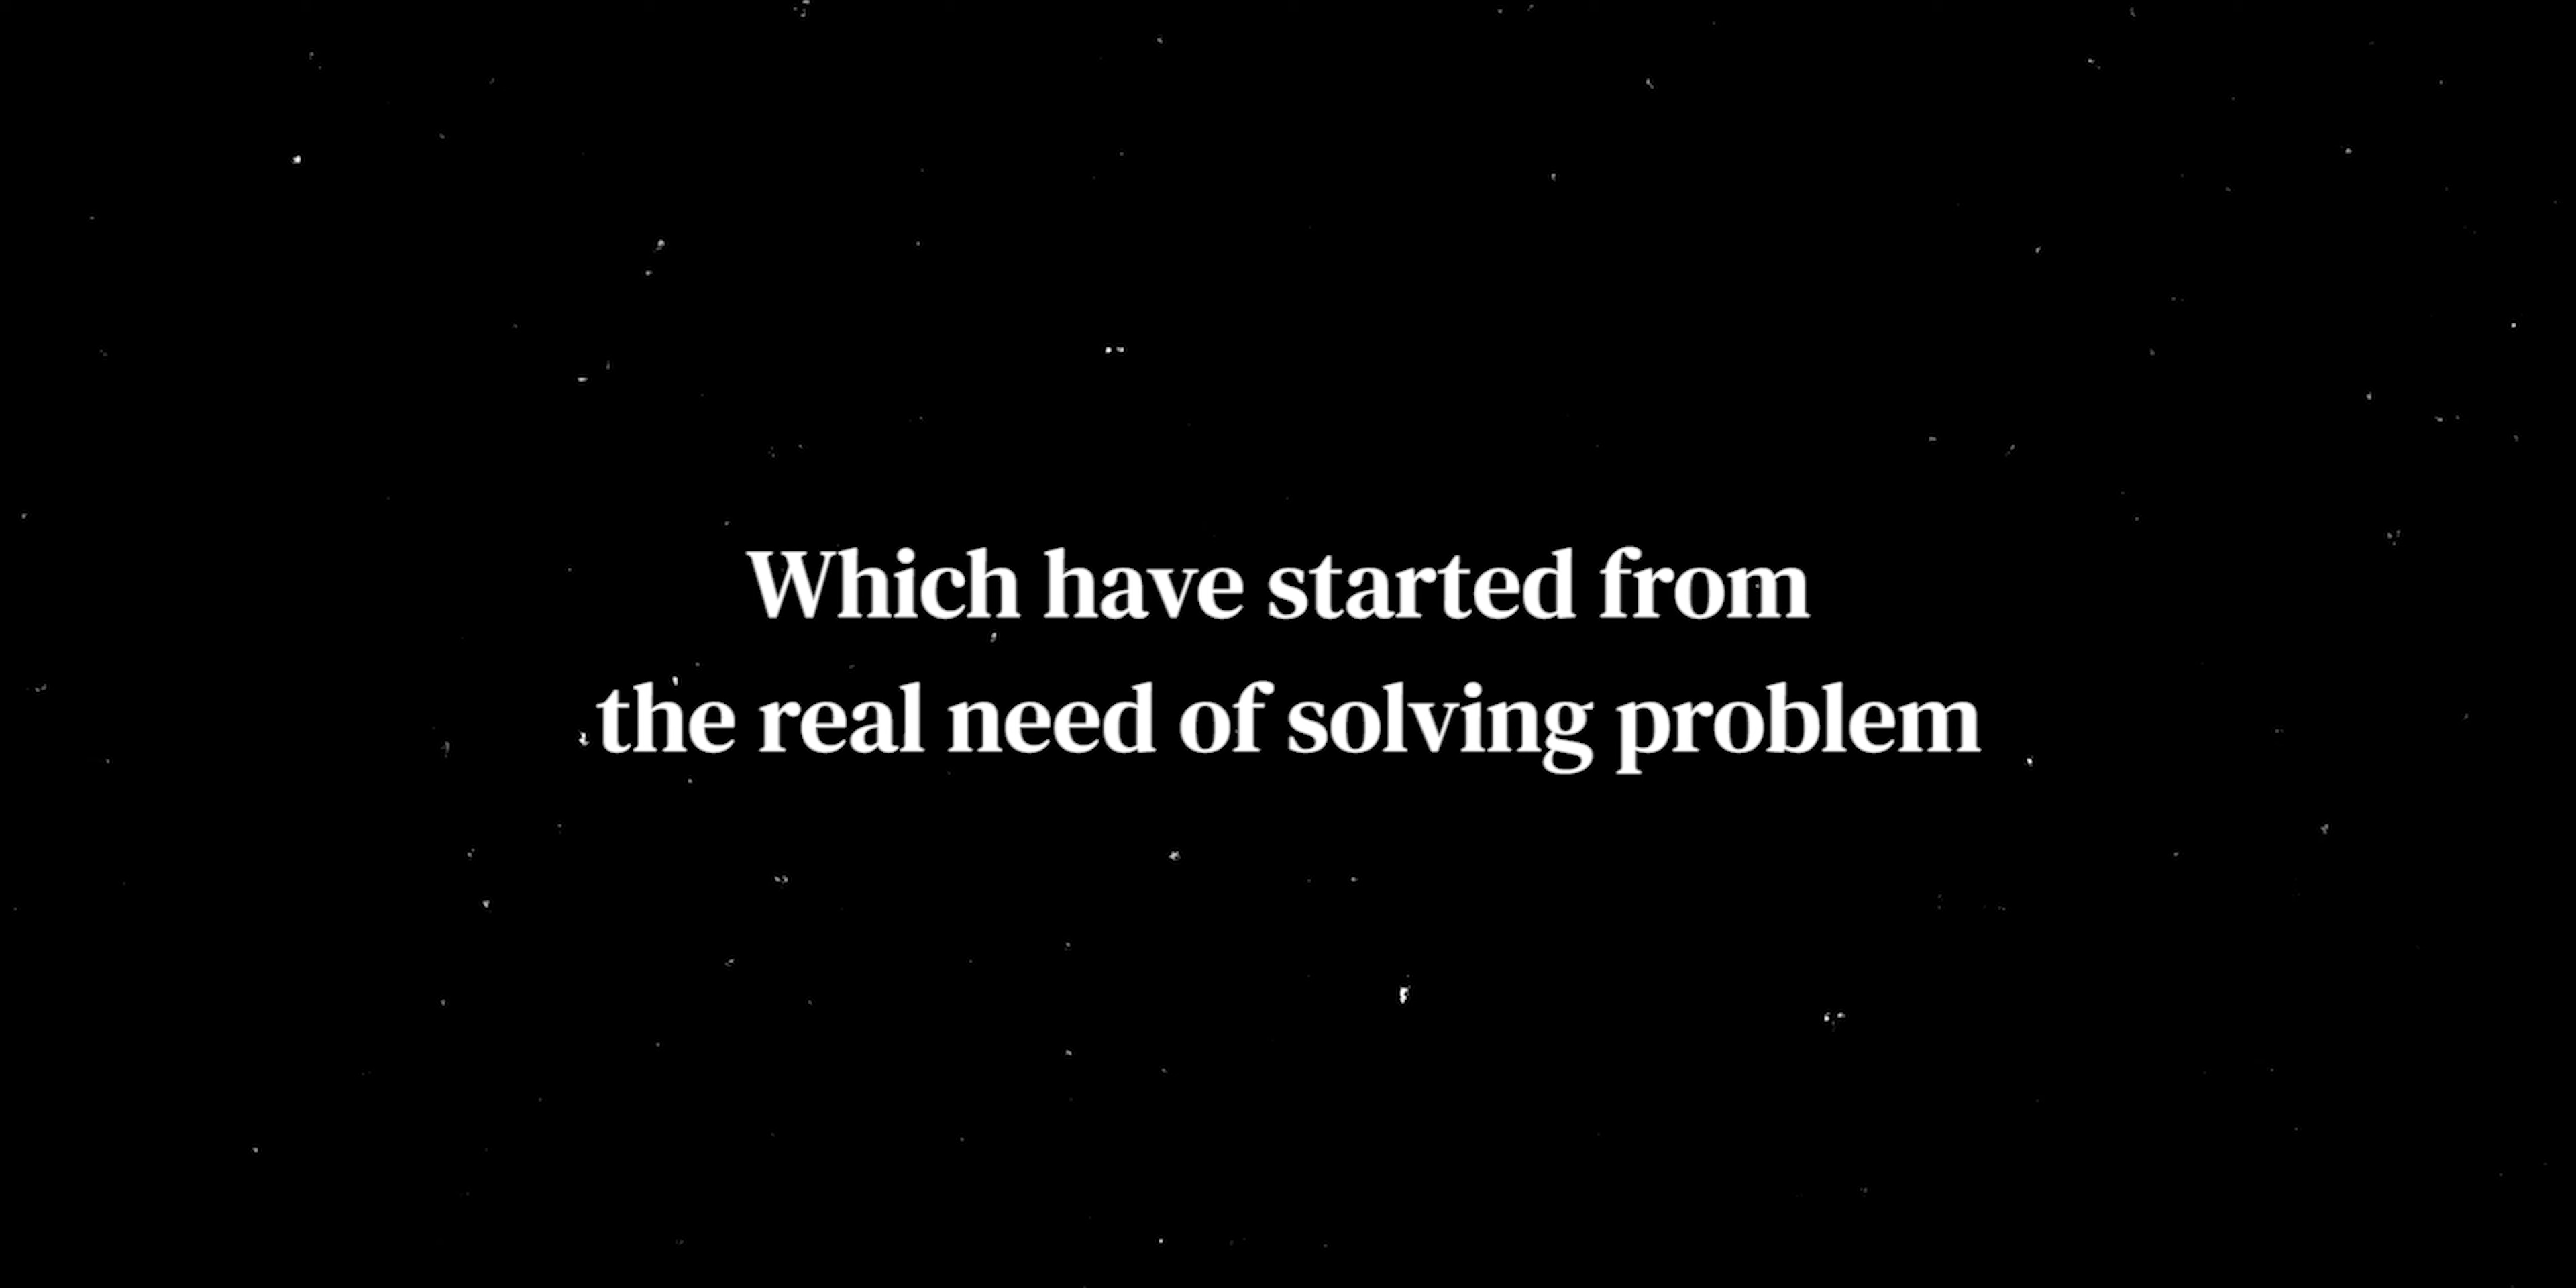 Which have started from
the real need of solving problem